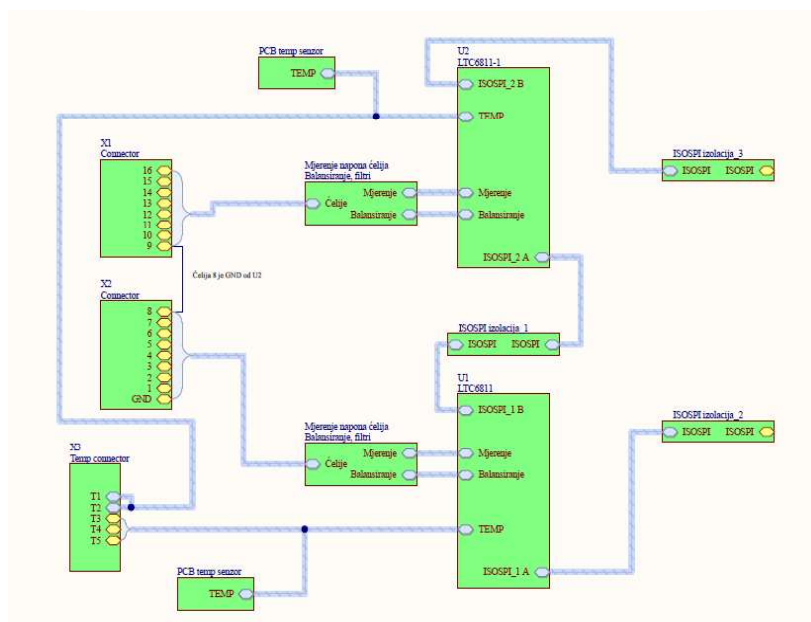 PCB temp senzor
TEMP
U2
LTC6811-1
ISOSPI_2 B
TEMP
Mjerenje
Balansiranje
ISOSPI_2 A
ISOSPI izolacija_3
ISOSPI ISOSPI
X1
Connector
16
15
14
13
12
11
10
9
Mjerenje napona ćelija
Balansiranje, filtri
Mjerenje
Ćelije
Balansiranje
Ćelija 8 je GND od U2
X2
Connector
8
7
6
5
4
3
2
1
GND
ISOSPI izolacija_1
ISOSPI ISOSPI
U1
LTC6811
ISOSPI_1 B
Mjerenje
Balansiranje
TEMP
ISOSPI_1 A
ISOSPI izolacija_2
ISOSPI ISOSPI
Mjerenje napona ćelija
Balansiranje, filtri
Mjerenje
Ćelije
Balansiranje
X3
Temp connector
T1
T2
T3
T4
T5
PCB temp senzor
TEMP